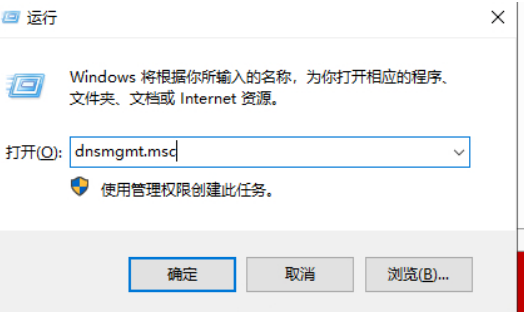 运行
Windows 将根据你所输入的名称，为你打开相应的程序、
文件夹、文档或 Internet 资源。
打开(O): dnsmgmt.msc
使用管理权限创建此任务。
确定 取消 浏览(B)...